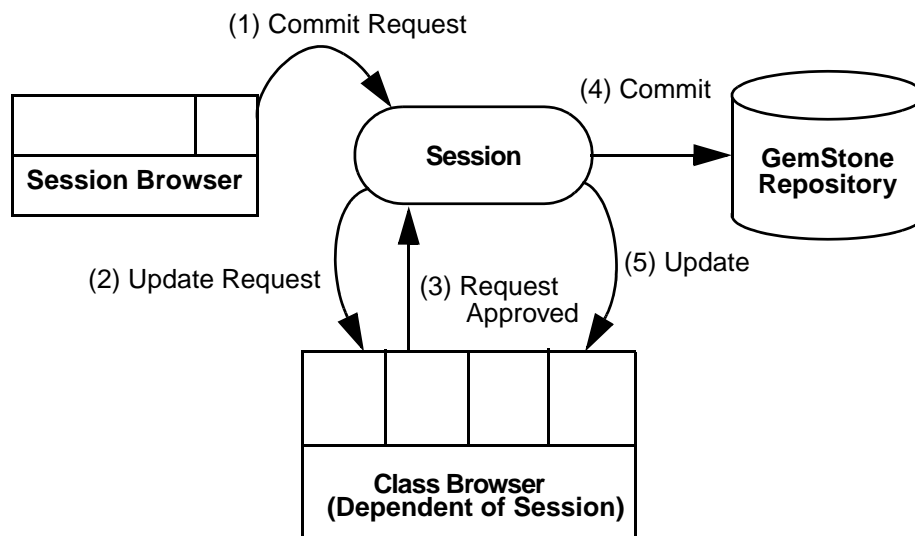 (1) Commit Request
(4) Commit
Session
GemStone
Repository
Session Browser
(2) Update Request
(3) Request
Approved
(5) Update
Class Browser
(Dependent of Session)